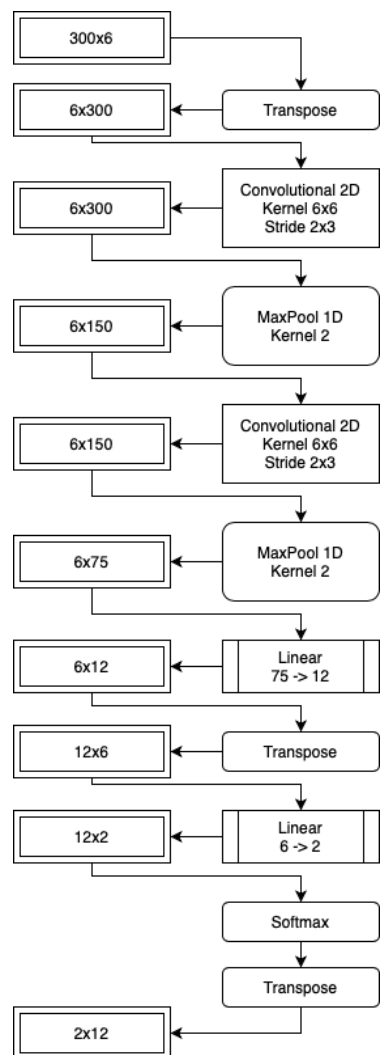 300x6
Transpose
6x300
Convolutional 2D
Kernel 6x6
Stride 2x3
6x300
MaxPool 1D
Kernel 2
6x150
Convolutional 2D
Kernel 6x6
Stride 2x3
6x150
MaxPool 1D
Kernel 2
6x75
Linear
75 -> 12
6x12
Transpose
12x6
Linear
6 -> 2
12x2
Softmax
Transpose
2x12